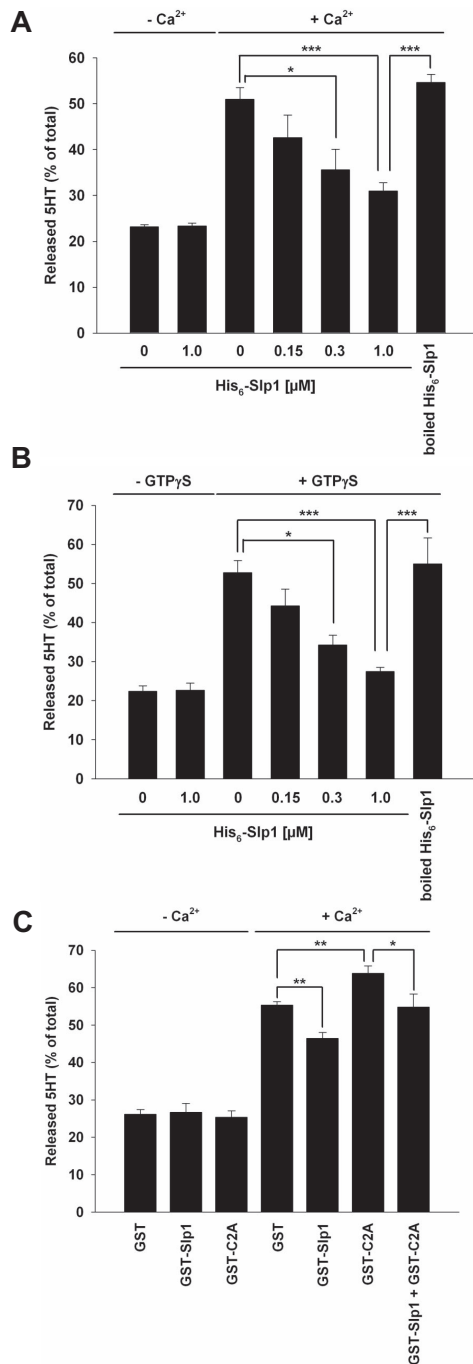 A
- Ca²⁺ + Ca²⁺
*** ***
*
Released 5HT (% of total)
60
50
40
30
20
10
0
0 1.0 0 0.15 0.3 1.0 boiled His₆-Slp1
His₆-Slp1 [µM]
B
- GTPγS + GTPγS
*** ***
*
Released 5HT (% of total)
70
60
50
40
30
20
10
0
0 1.0 0 0.15 0.3 1.0 boiled His₆-Slp1
His₆-Slp1 [µM]
C
- Ca²⁺ + Ca²⁺
** *
**
Released 5HT (% of total)
70
60
50
40
30
20
10
0
GST GST-Slp1 GST-C2A GST GST-Slp1 GST-C2A GST-Slp1 + GST-C2A